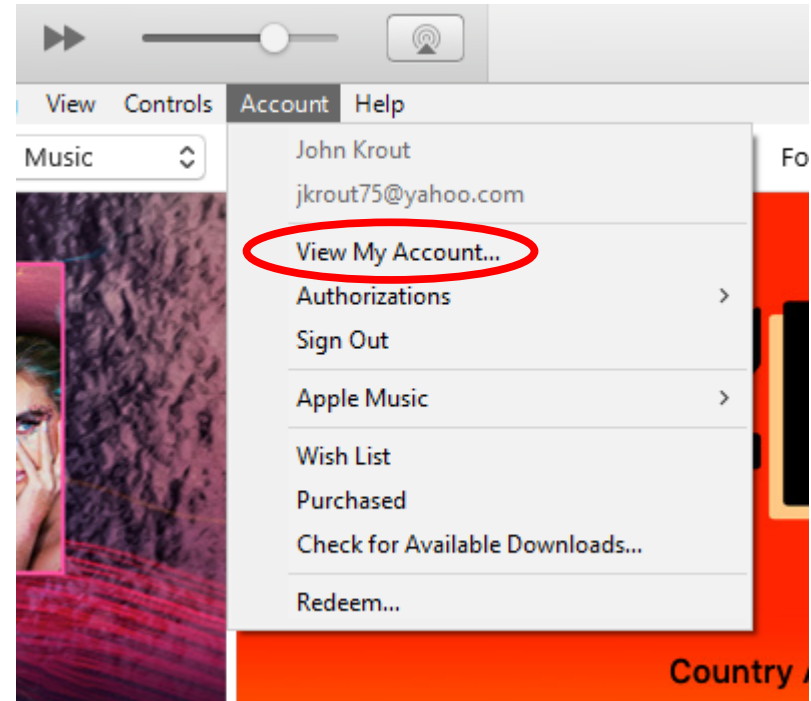 View Controls Account Help
Music
John Krout
jkrout75@yahoo.com
View My Account...
Authorizations
Sign Out
Apple Music
Wish List
Purchased
Check for Available Downloads...
Redeem...
Country